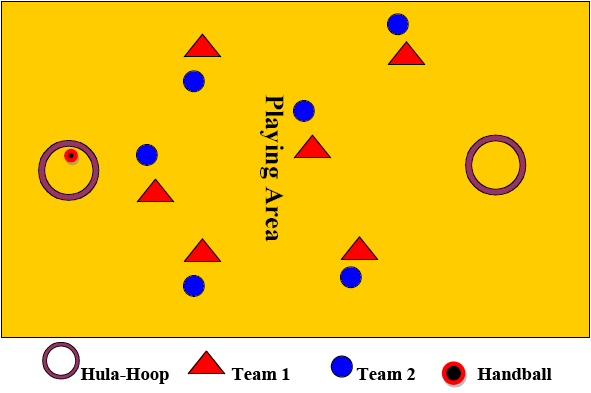 Playing Area
Hula-Hoop
Team 1
Team 2
Handball